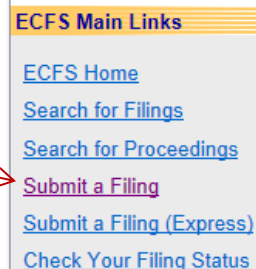 ECFS Main Links
ECFS Home
Search for Filings
Search for Proceedings
Submit a Filing
Submit a Filing (Express)
Check Your Filing Status